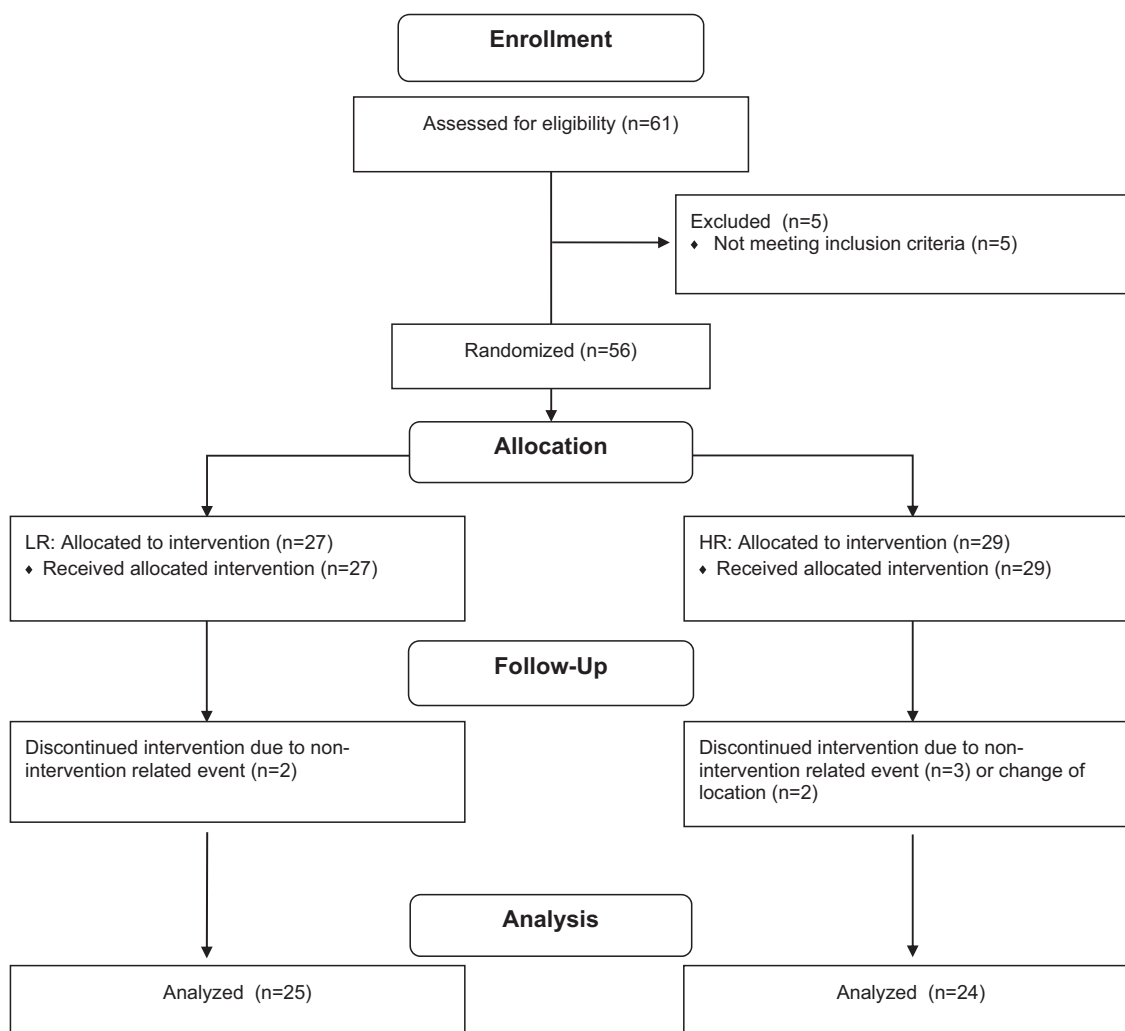 Enrollment
Assessed for eligibility (n=61)
Excluded (n=5)
♦ Not meeting inclusion criteria (n=5)
Randomized (n=56)
Allocation
LR: Allocated to intervention (n=27)
♦ Received allocated intervention (n=27)
HR: Allocated to intervention (n=29)
♦ Received allocated intervention (n=29)
Follow-Up
Discontinued intervention due to non-
intervention related event (n=2)
Discontinued intervention due to non-
intervention related event (n=3) or change of
location (n=2)
Analysis
Analyzed (n=25)
Analyzed (n=24)